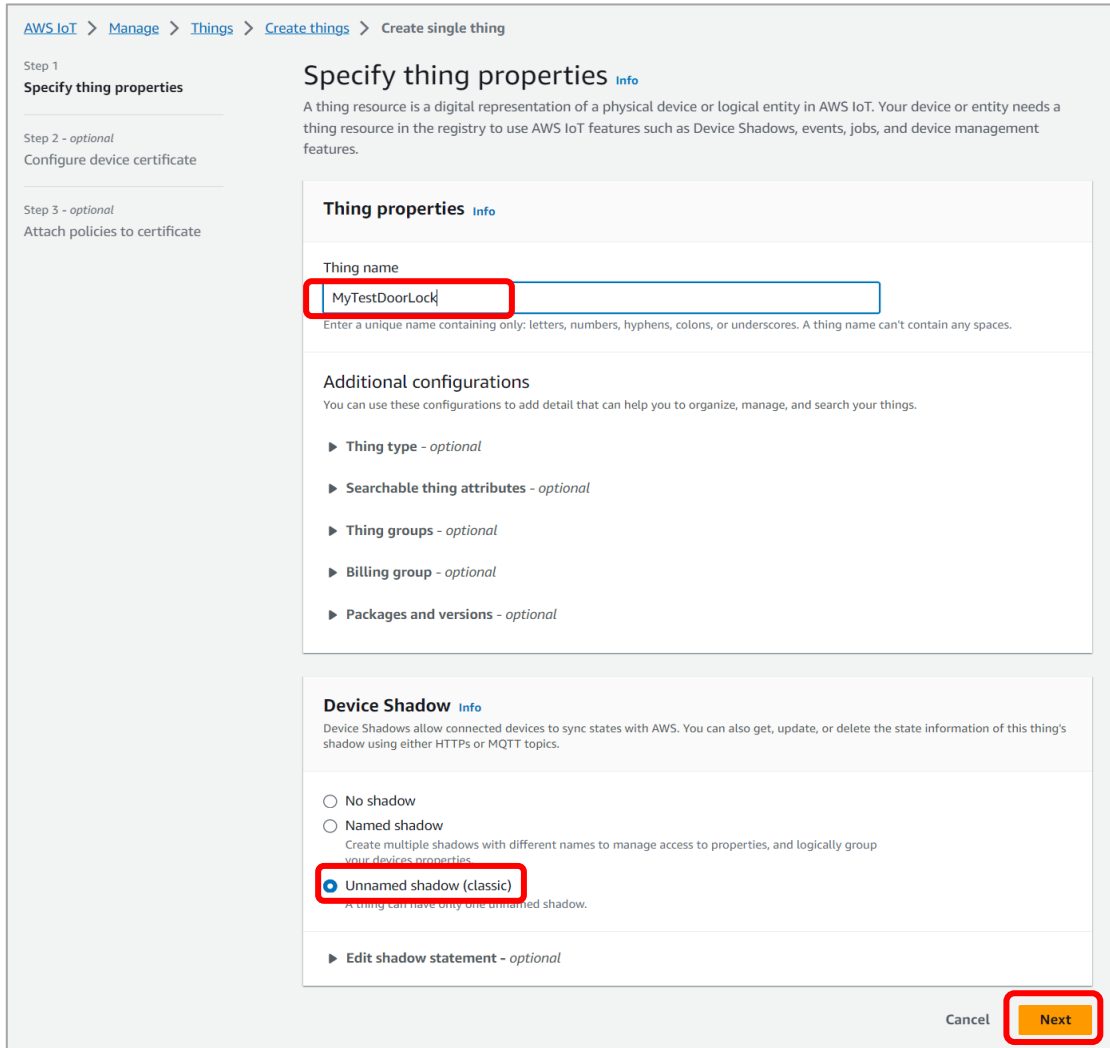 AWS IoT > Manage > Things > Create things > Create single thing
Step 1
Specify thing properties
Step 2 - optional
Configure device certificate
Step 3 - optional
Attach policies to certificate
Specify thing properties Info
A thing resource is a digital representation of a physical device or logical entity in AWS IoT. Your device or entity needs a
thing resource in the registry to use AWS IoT features such as Device Shadows, events, jobs, and device management
features.
Thing properties Info
Thing name
MyTestDoorLock
Enter a unique name containing only: letters, numbers, hyphens, colons, or underscores. A thing name can't contain any spaces.
Additional configurations
You can use these configurations to add detail that can help you to organize, manage, and search your things.
Thing type - optional
Searchable thing attributes - optional
Thing groups - optional
Billing group - optional
Packages and versions - optional
Device Shadow Info
Device Shadows allow connected devices to sync states with AWS. You can also get, update, or delete the state information of this thing's
shadow using either HTTPs or MQTT topics.
No shadow
Named shadow
Create multiple shadows with different names to manage access to properties, and logically group
your devices properties.
Unnamed shadow (classic)
A thing can have only one unnamed shadow.
Edit shadow statement - optional
Cancel
Next